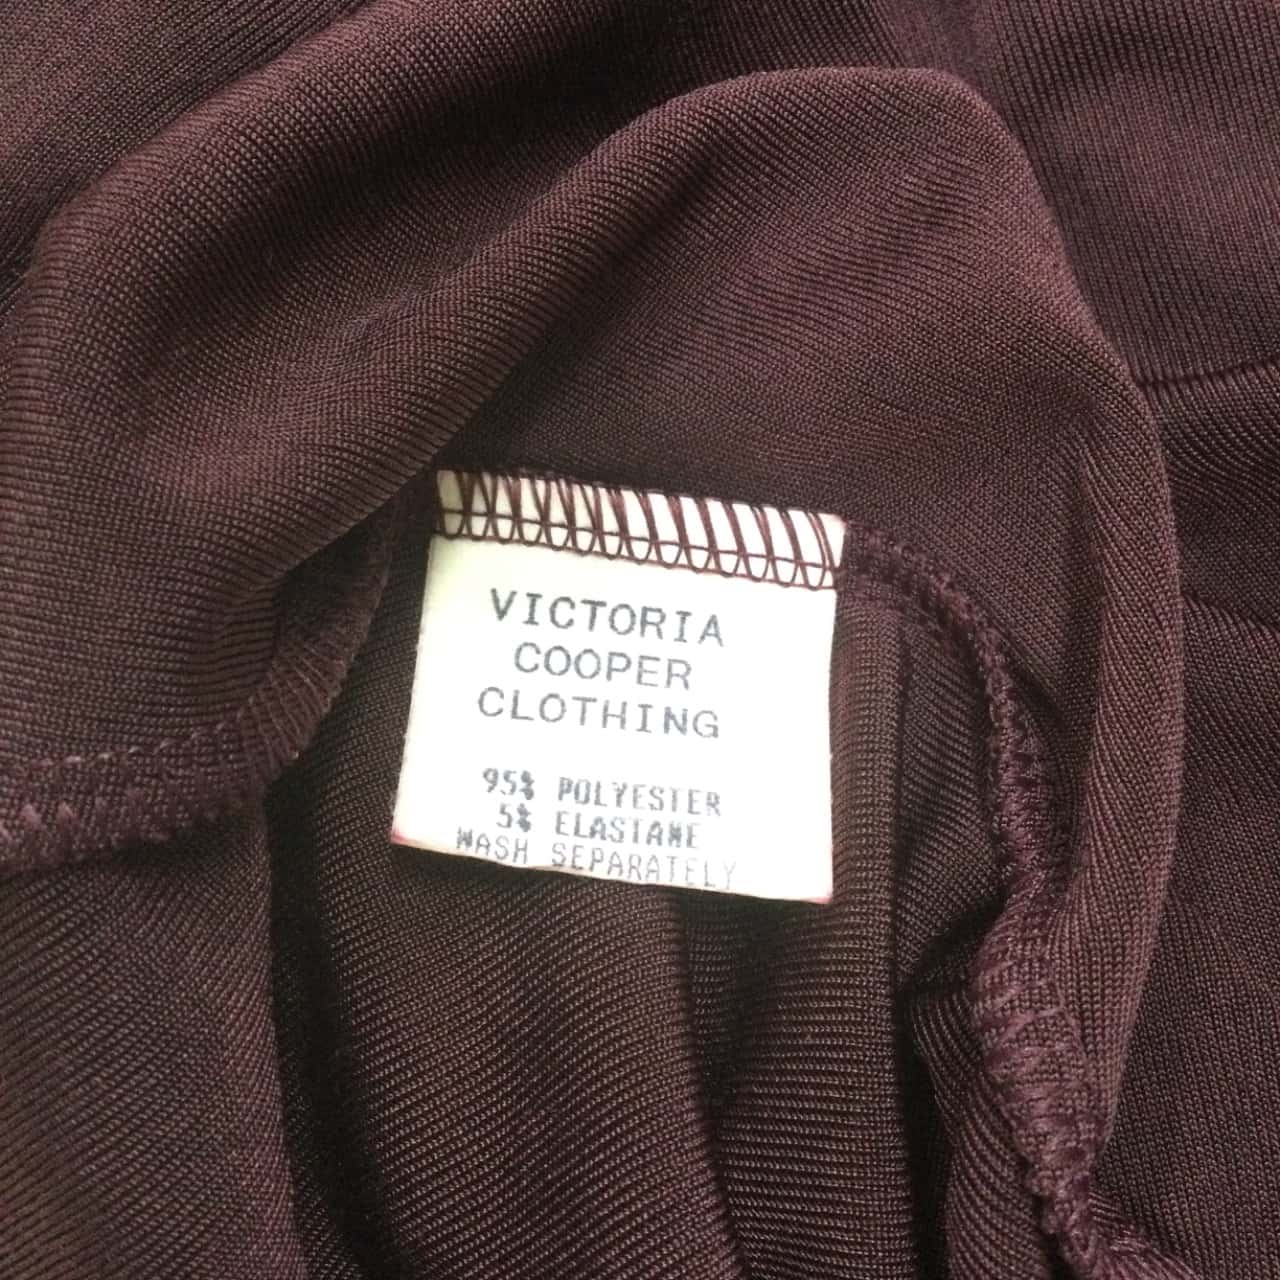 VICTORIA
COOPER
CLOTHING
95% POLYESTER
5% ELASTANE
WASH SEPARATELY